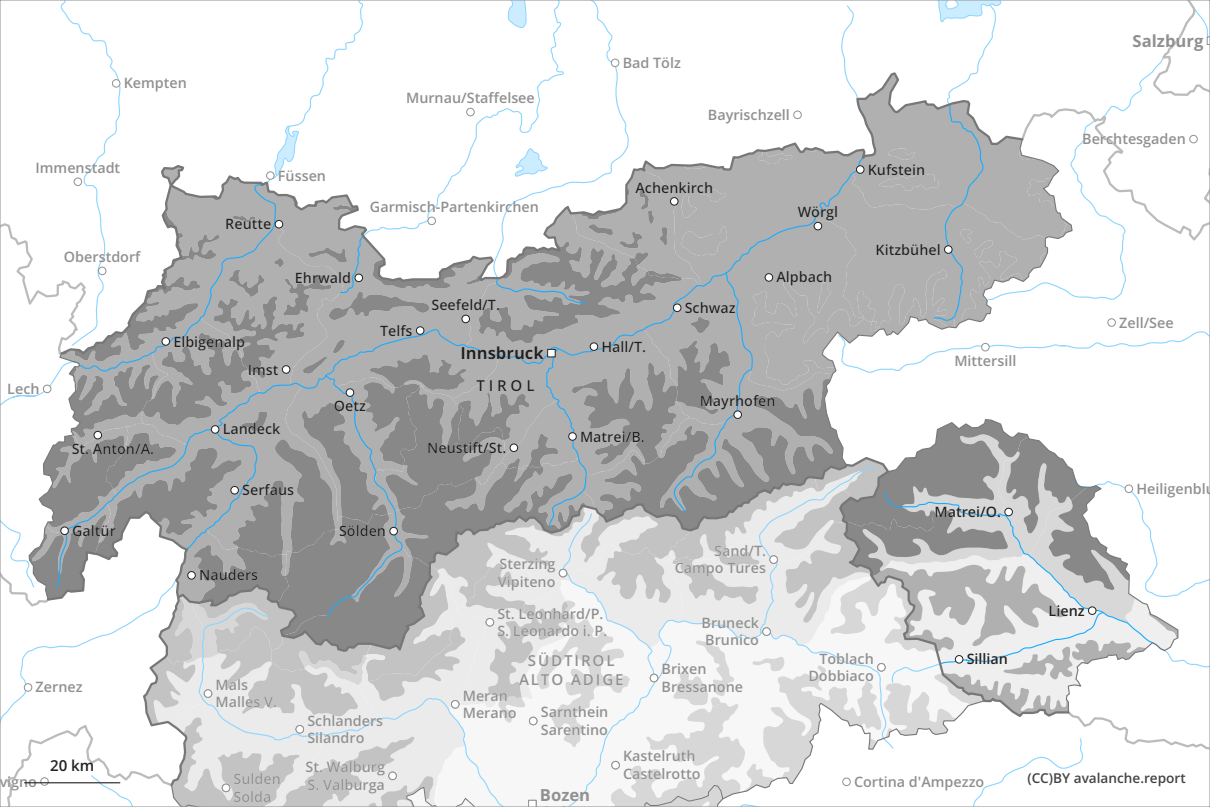 Salzburg
Bad Tölz
Kempten
Murnau/Staffelsee
Bayrischzell
Berchtesgaden
Immenstadt
Füssen
Kufstein
Achenkirch
Garmisch-Partenkirchen
Wörgl
Reutte
Kitzbühel
Oberstdorf
Ehrwald
Alpbach
Seefeld/T.
Schwaz
Zell/See
Telfs
Elbigenalp
Innsbruck
Hall/T.
Mittersill
Imst
TIROL
Lech
Oetz
Mayrhofen
Landeck
Matrei/B.
St. Anton/A.
Neustift/St.
Serfaus
Heiligenblu
Matrei/O.
Galtür
Sölden
Sand/T.
Campo Tures
Sterzing
Vipiteno
Nauders
Lienz
St. Leonhard/P.
S. Leonardo i. P.
Bruneck
Brunico
SÜDTIROL
ALTO ADIGE
Toblach
Dobbiaco
Sillian
Brixen
Bressanone
Zernez
Mals
Malles V.
Meran
Merano
Sarnthein
Sarentino
Schlanders
Silandro
Kastelruth
Castelrotto
St. Walburg
S. Valburga
20 km
vigno
Sulden
Solda
Cortina d'Ampezzo
(CC)BY avalanche.report
Bozen